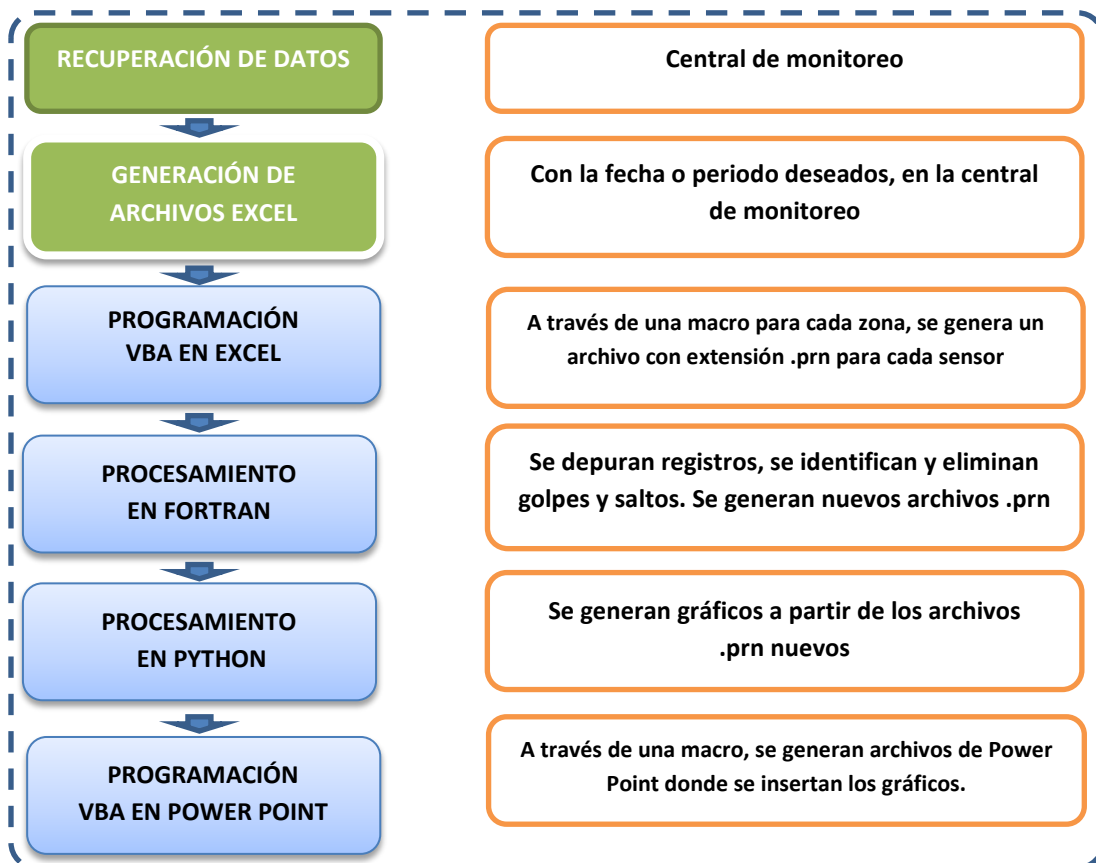 RECUPERACIÓN DE DATOS
Central de monitoreo
GENERACIÓN DE
ARCHIVOS EXCEL
Con la fecha o periodo deseados, en la central
de monitoreo
PROGRAMACIÓN
VBA EN EXCEL
A través de una macro para cada zona, se genera un
archivo con extensión .prn para cada sensor
PROCESAMIENTO
EN FORTRAN
Se depuran registros, se identifican y eliminan
golpes y saltos. Se generan nuevos archivos .prn
PROCESAMIENTO
EN PYTHON
Se generan gráficos a partir de los archivos
.prn nuevos
PROGRAMACIÓN
VBA EN POWER POINT
A través de una macro, se generan archivos de Power
Point donde se insertan los gráficos.